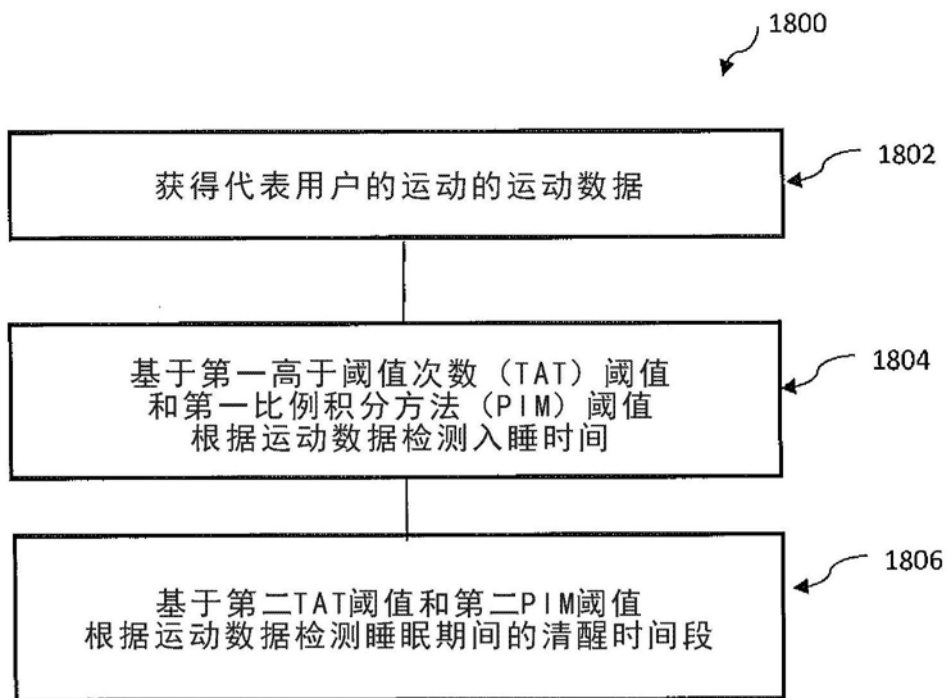 1800
获得代表用户的运动的运动数据
1802
基于第一高于阈值次数（TAT）阈值
和第一比例积分方法（PIM）阈值
根据运动数据检测入睡时间
1804
基于第二TAT阈值和第二PIM阈值
根据运动数据检测睡眠期间的清醒时间段
1806